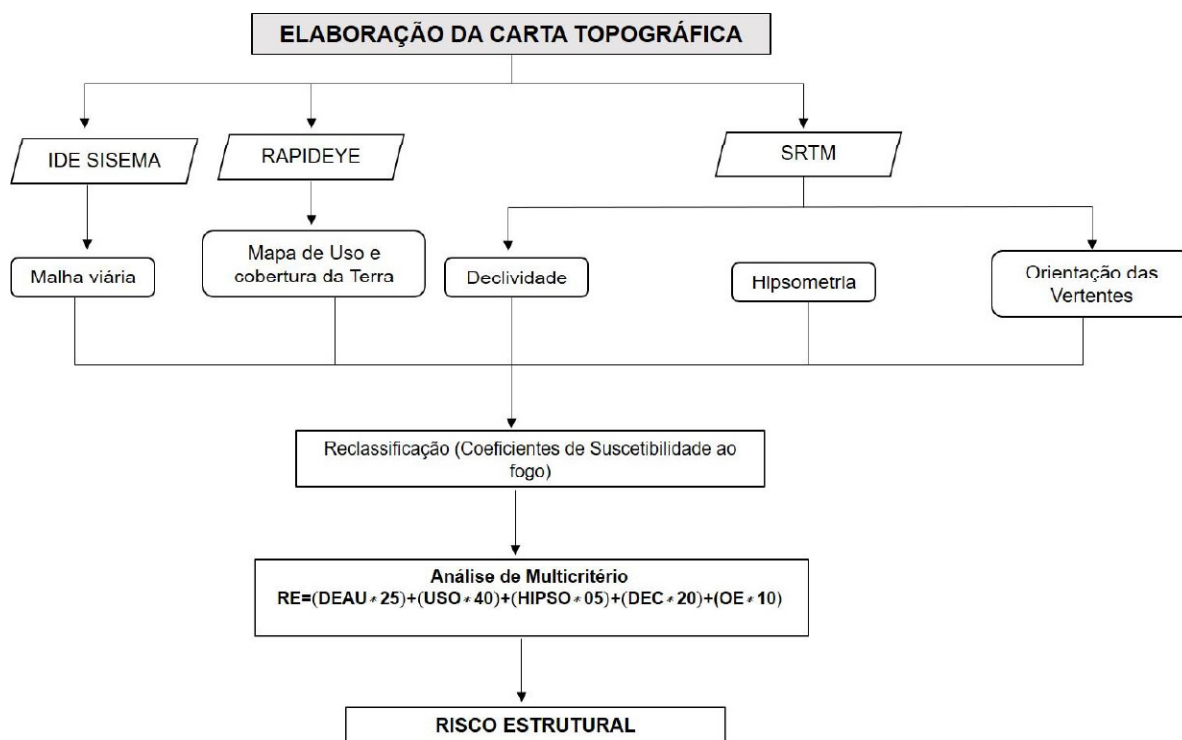 ELABORAÇÃO DA CARTA TOPOGRÁFICA
IDE SISEMA
RAPIDEYE
SRTM
Malha viária
Mapa de Uso e
cobertura da Terra
Declividade
Hipsometria
Orientação das
Vertentes
Reclassificação (Coeficientes de Suscetibilidade ao
fogo)
Análise de Multicritério
RE=(DEAU*25)+(USO*40)+(HIPSO*05)+(DEC*20)+(OE*10)
RISCO ESTRUTURAL